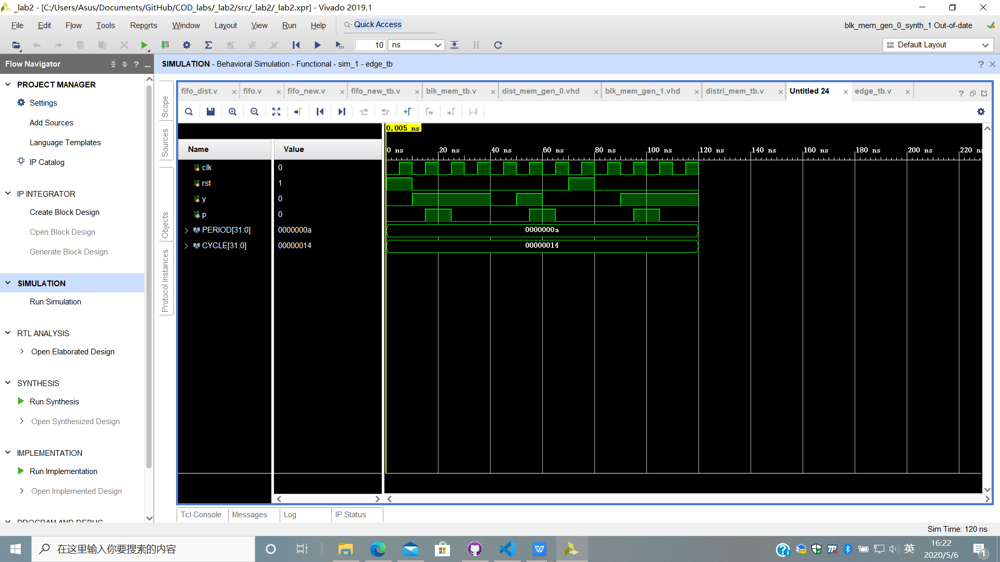 _lab2 - [C:/Users/Asus/Documents/GitHub/COD_labs/_lab2/src/_lab2/_lab2.xpr] - Vivado 2019.1
File Edit Flow Tools Reports Window Layout View Run Help Quick Access
blk_mem_gen_0_synth_1 Out-of-date
10 ns
Default Layout
Flow Navigator
PROJECT MANAGER
Settings
Add Sources
Language Templates
IP Catalog
IP INTEGRATOR
Create Block Design
Open Block Design
Generate Block Design
SIMULATION
Run Simulation
RTL ANALYSIS
Open Elaborated Design
SYNTHESIS
Run Synthesis
Open Synthesized Design
IMPLEMENTATION
Run Implementation
Open Implemented Design
PROGRAM AND DEBUG
SIMULATION - Behavioral Simulation - Functional - sim_1 - edge_tb
Scope
Sources
Objects
Protocol Instances
fifo_dist.v fifo.v fifo_new.v fifo_new_tb.v blk_mem_tb.v dist_mem_gen_0.vhd blk_mem_gen_1.vhd distri_mem_tb.v Untitled 24 edge_tb.v
0.005 ns
Name Value
0 ns 20 ns 40 ns 60 ns 80 ns 100 ns 120 ns 140 ns 160 ns 180 ns 200 ns 220 ns
clk 0
rst 1
y 0
p 0
PERIOD[31:0] 0000000a 0000000a
CYCLE[31:0] 00000014 00000014
Tcl Console Messages Log IP Status
Sim Time: 120 ns
在这里输入你要搜索的内容
英
16:22
2020/5/6
1